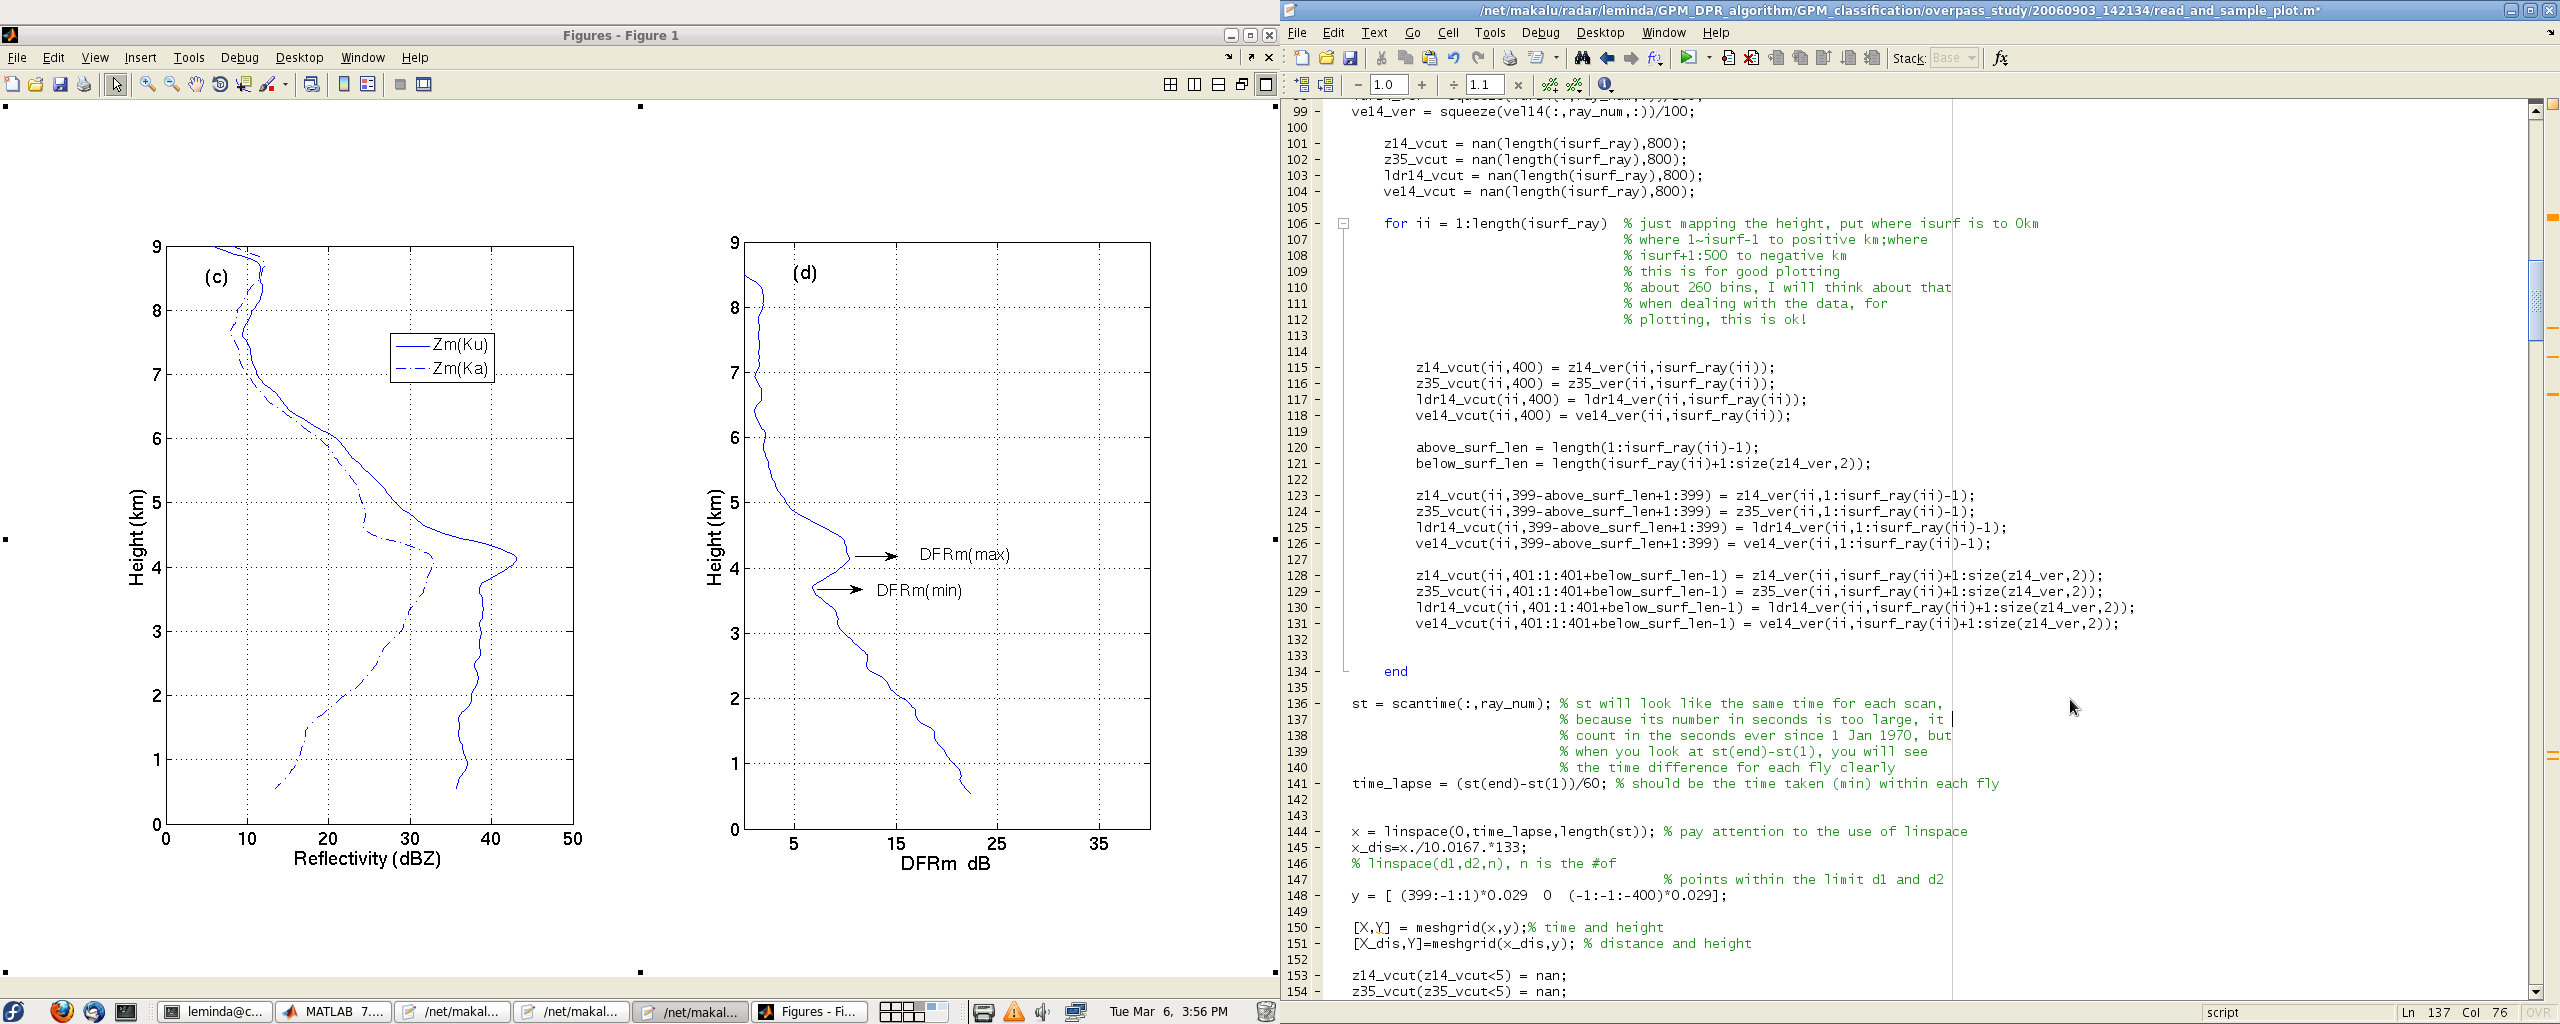 Figures - Figure 1
File Edit View Insert Tools Debug Desktop Window Help
(c)
Zm(Ku)
Zm(Ka)
9
8
7
6
5
4
3
2
1
0
Height (km)
0 10 20 30 40 50
Reflectivity (dBZ)
(d)
DFRm(max)
DFRm(min)
9
8
7
6
5
4
3
2
1
0
Height (km)
5 15 25 35
DFRm dB
leminda@c...
MATLAB 7....
/net/makal...
/net/makal...
/net/makal...
Figures - Fi...
Tue Mar 6, 3:56 PM
/net/makalu/radar/leminda/GPM_DPR_algorithm/GPM_classification/overpass_study/20060903_142134/read_and_sample_plot.m*
File Edit Text Go Cell Tools Debug Desktop Window Help
Stack: Base fx
1.0 1.1
99 ve14_ver = squeeze(vel14(:,ray_num,:))/100;
100
101 z14_vcut = nan(length(isurf_ray),800);
102 z35_vcut = nan(length(isurf_ray),800);
103 ldr14_vcut = nan(length(isurf_ray),800);
104 ve14_vcut = nan(length(isurf_ray),800);
105
106 for ii = 1:length(isurf_ray) % just mapping the height, put where isurf is to 0km
107 % where 1~isurf-1 to positive km;where
108 % isurf+1:500 to negative km
109 % this is for good plotting
110 % about 260 bins, I will think about that
111 % when dealing with the data, for
112 % plotting, this is ok!
113
114
115 z14_vcut(ii,400) = z14_ver(ii,isurf_ray(ii));
116 z35_vcut(ii,400) = z35_ver(ii,isurf_ray(ii));
117 ldr14_vcut(ii,400) = ldr14_ver(ii,isurf_ray(ii));
118 ve14_vcut(ii,400) = ve14_ver(ii,isurf_ray(ii));
119
120 above_surf_len = length(1:isurf_ray(ii)-1);
121 below_surf_len = length(isurf_ray(ii)+1:size(z14_ver,2));
122
123 z14_vcut(ii,399-above_surf_len+1:399) = z14_ver(ii,1:isurf_ray(ii)-1);
124 z35_vcut(ii,399-above_surf_len+1:399) = z35_ver(ii,1:isurf_ray(ii)-1);
125 ldr14_vcut(ii,399-above_surf_len+1:399) = ldr14_ver(ii,1:isurf_ray(ii)-1);
126 ve14_vcut(ii,399-above_surf_len+1:399) = ve14_ver(ii,1:isurf_ray(ii)-1);
127
128 z14_vcut(ii,401:1:401+below_surf_len-1) = z14_ver(ii,isurf_ray(ii)+1:size(z14_ver,2));
129 z35_vcut(ii,401:1:401+below_surf_len-1) = z35_ver(ii,isurf_ray(ii)+1:size(z14_ver,2));
130 ldr14_vcut(ii,401:1:401+below_surf_len-1) = ldr14_ver(ii,isurf_ray(ii)+1:size(z14_ver,2));
131 ve14_vcut(ii,401:1:401+below_surf_len-1) = ve14_ver(ii,isurf_ray(ii)+1:size(z14_ver,2));
132
133
134 end
135
136 st = scantime(:,ray_num); % st will look like the same time for each scan,
137 % because its number in seconds is too large, it
138 % count in the seconds ever since 1 Jan 1970, but
139 % when you look at st(end)-st(1), you will see
140 % the time difference for each fly clearly
141 time_lapse = (st(end)-st(1))/60; % should be the time taken (min) within each fly
142
143
144 x = linspace(0,time_lapse,length(st)); % pay attention to the use of linspace
145 x_dis=x./10.0167.*133;
146 % linspace(d1,d2,n), n is the #of
147 % points within the limit d1 and d2
148 y = [ (399:-1:1)*0.029 0 (-1:-1:-400)*0.029];
149
150 [X,Y] = meshgrid(x,y);% time and height
151 [X_dis,Y]=meshgrid(x_dis,y); % distance and height
152
153 z14_vcut(z14_vcut<5) = nan;
154 z35_vcut(z35_vcut<5) = nan;
script Ln 137 Col 76 OVR